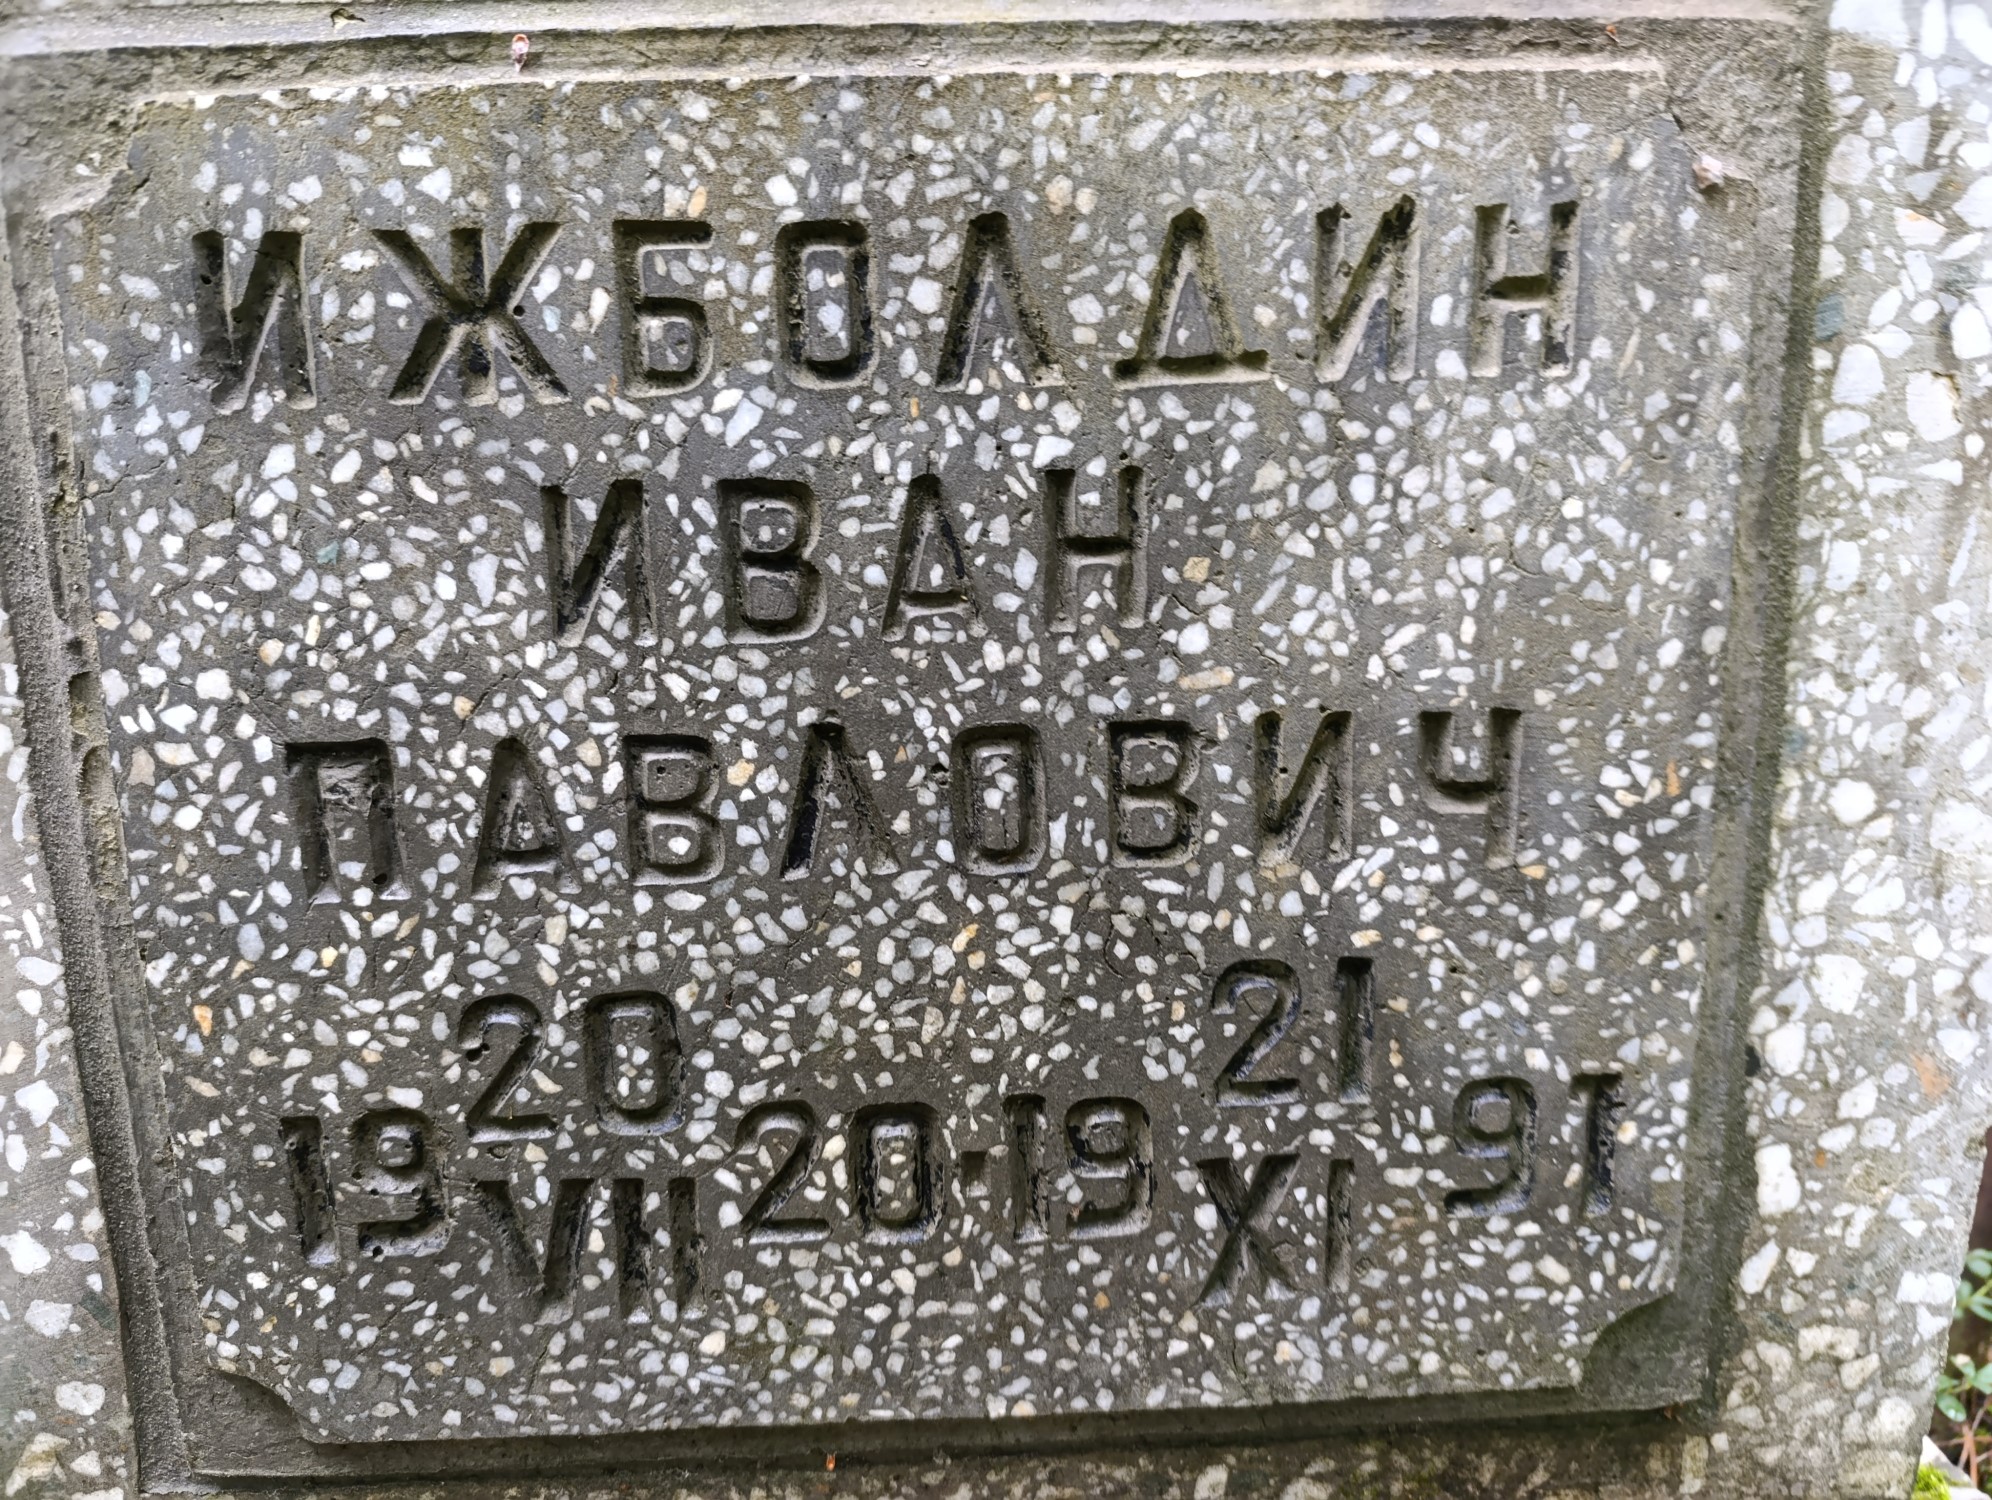 ИЖБОЛДИН
ИВАН
ПАВЛОВИЧ
19 20/VII 20-19 21/XI 91